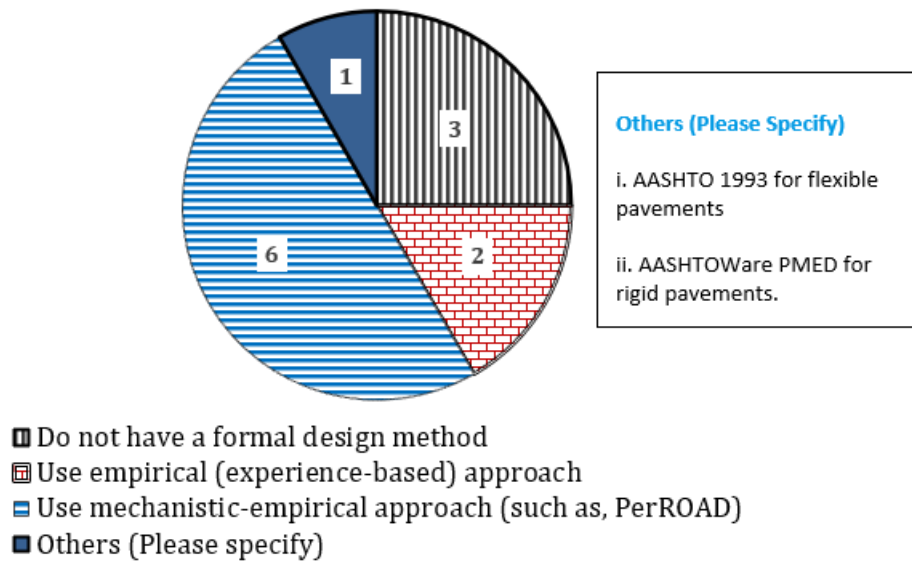 1
3
6
2
Others (Please Specify)
i. AASHTO 1993 for flexible
pavements
ii. AASHTOWare PMED for
rigid pavements.
Do not have a formal design method
Use empirical (experience-based) approach
Use mechanistic-empirical approach (such as, PerROAD)
Others (Please specify)